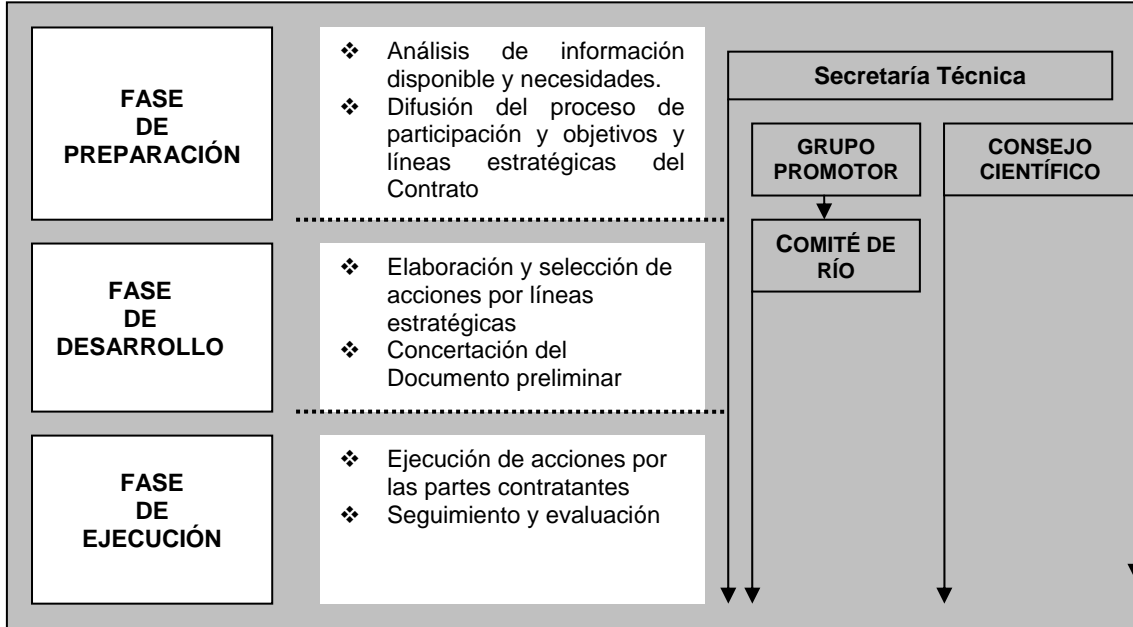 FASE
DE
PREPARACIÓN
❖ Análisis de información
disponible y necesidades.
❖ Difusión del proceso de
participación y objetivos y
líneas estratégicas del
Contrato
Secretaría Técnica
GRUPO
PROMOTOR
CONSEJO
CIENTÍFICO
COMITÉ DE
RÍO
FASE
DE
DESARROLLO
❖ Elaboración y selección de
acciones por líneas
estratégicas
❖ Concertación del
Documento preliminar
FASE
DE
EJECUCIÓN
❖ Ejecución de acciones por
las partes contratantes
❖ Seguimiento y evaluación